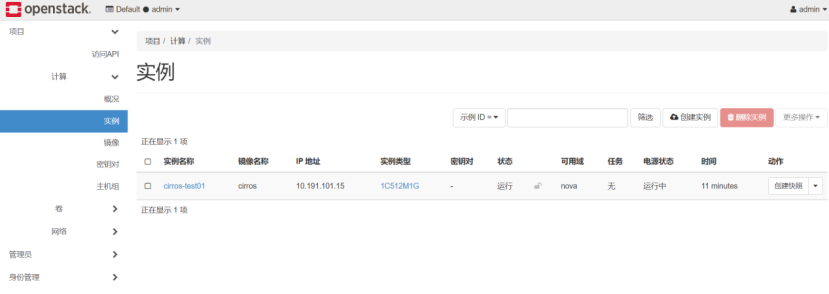 openstack. Default ● admin
admin
项目
访问API
计算
概况
实例
镜像
密钥对
主机组
卷
网络
管理员
身份管理
项目 / 计算 / 实例
实例
示例 ID = 筛选 创建实例 删除实例 更多操作
正在显示 1 项
实例名称 镜像名称 IP 地址 实例类型 密钥对 状态 可用域 任务 电源状态 时间 动作
cirros-test01 cirros 10.191.101.15 1C512M1G - 运行 nova 无 运行中 11 minutes 创建快照
正在显示 1 项